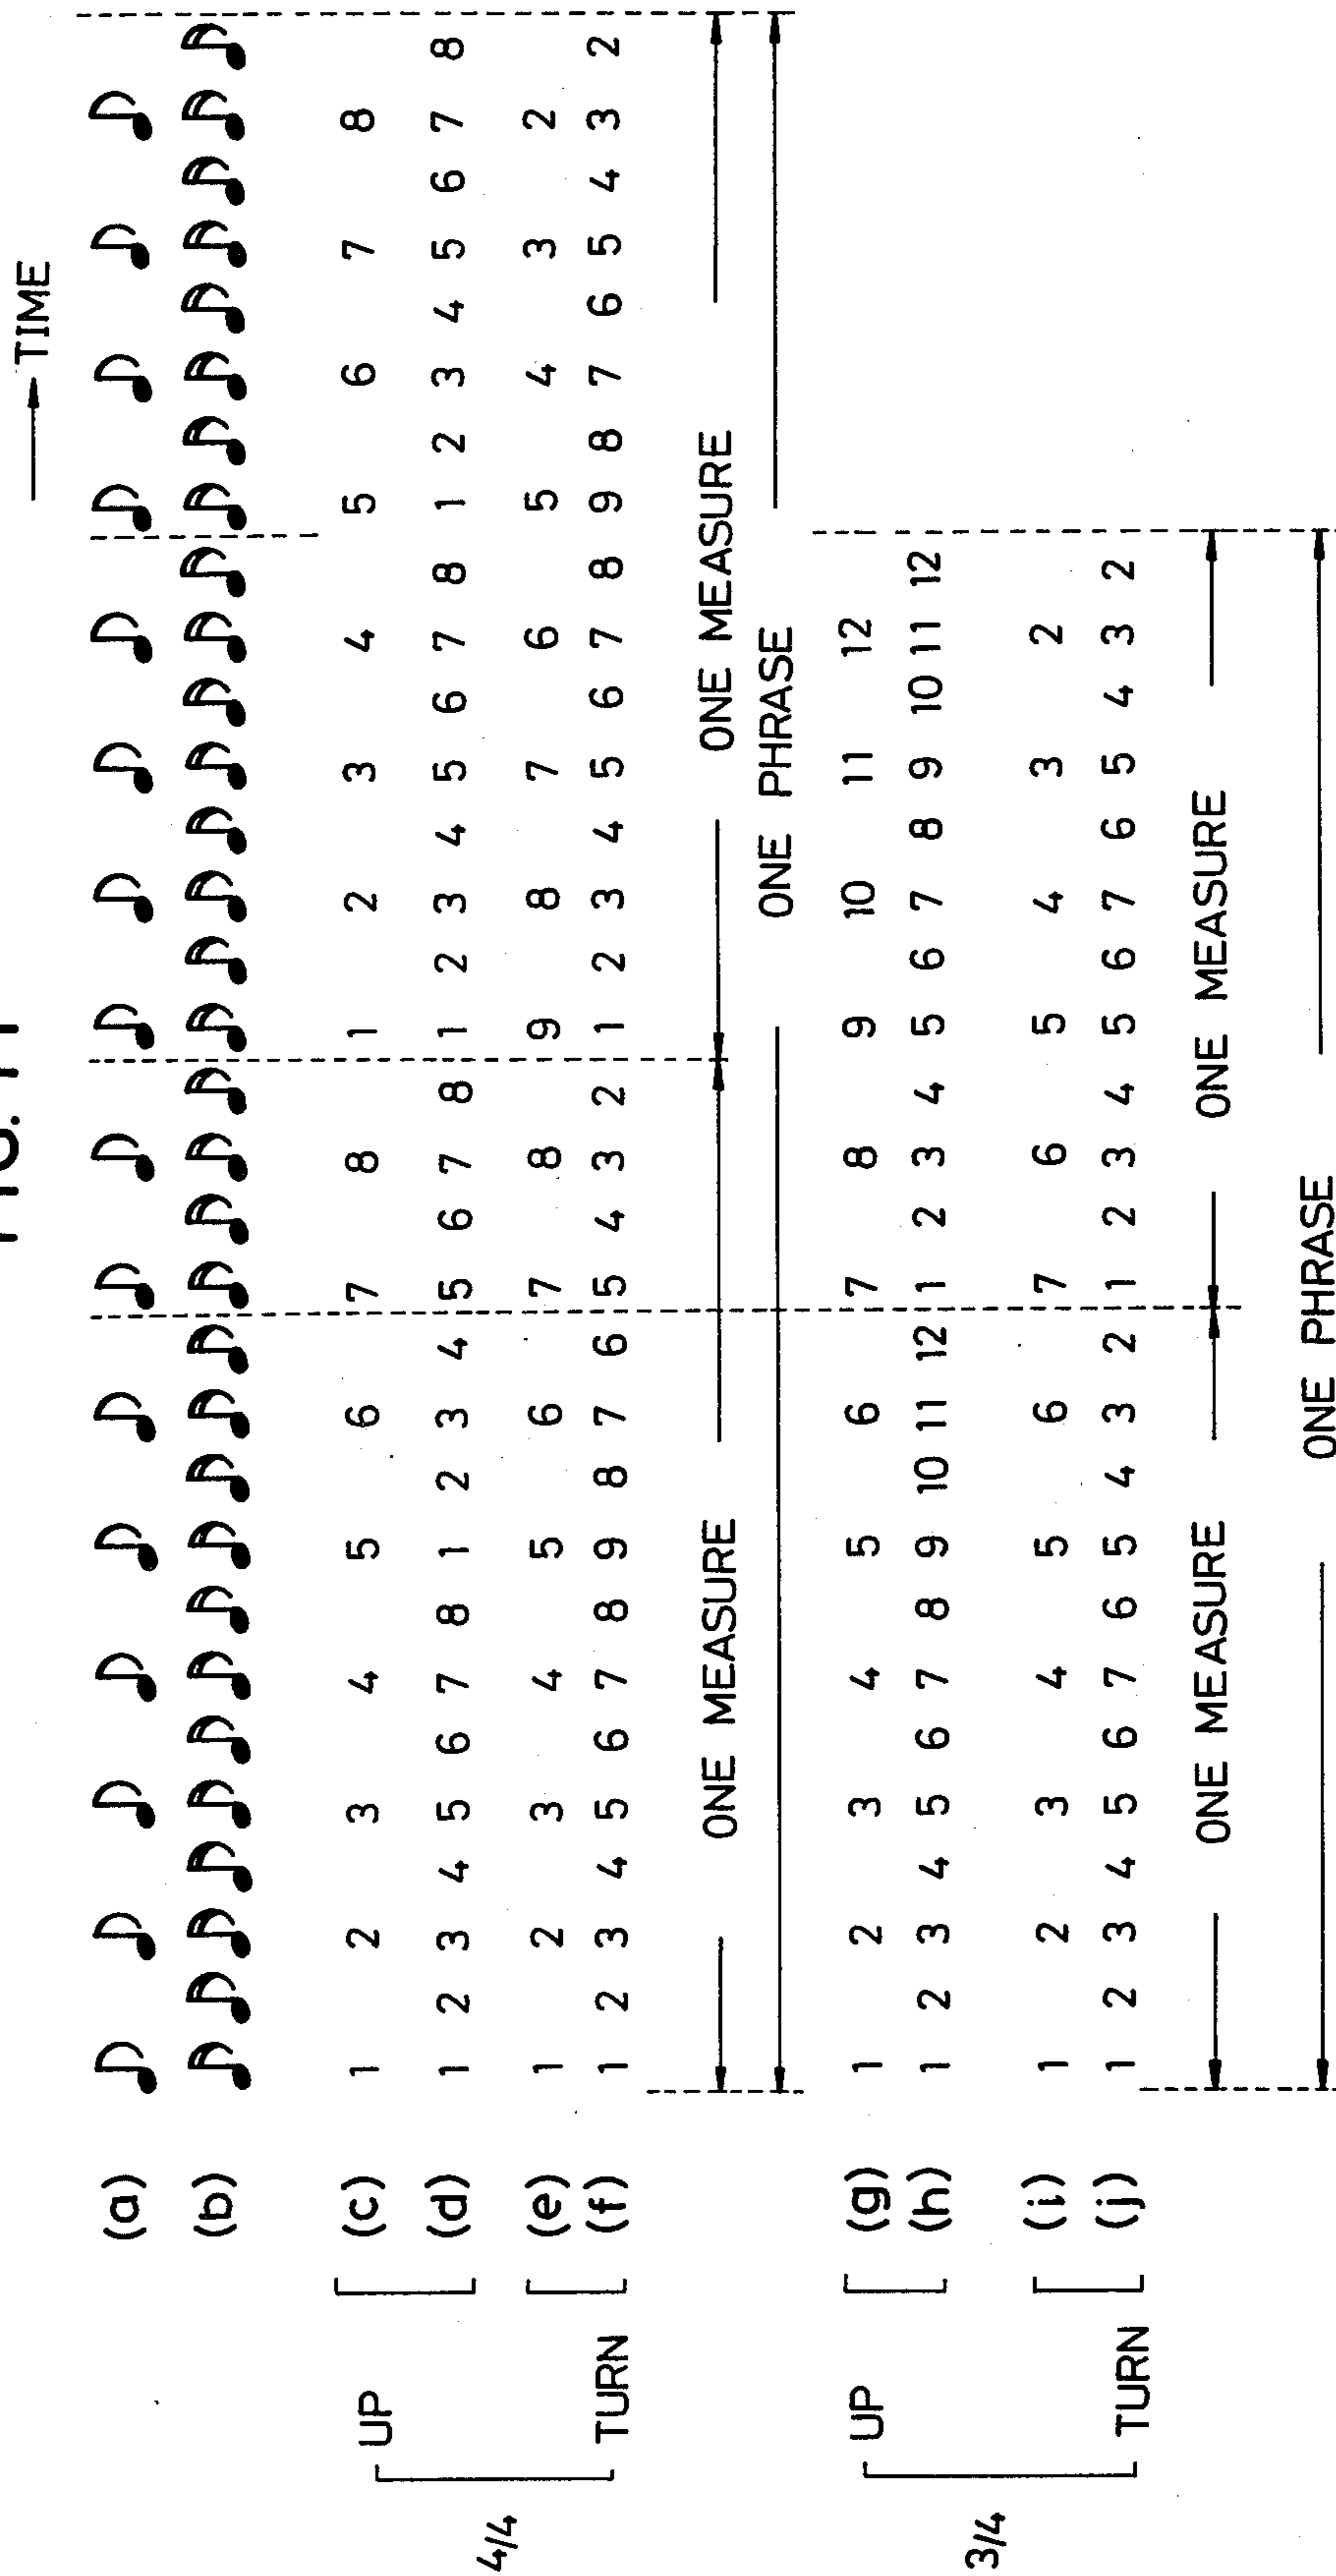 FIG. 11
TIME
(a)
(b)
4/4
UP
(c) 1 2 3 4 5 6 7 8 1 2 3 4 5 6 7 8
(d) 1 2 3 4 5 6 7 8 1 2 3 4 5 6 7 8 1 2 3 4 5 6 7 8 1 2 3 4 5 6 7 8
TURN
(e) 1 2 3 4 5 6 7 8 9 8 7 6 5 4 3 2
(f) 1 2 3 4 5 6 7 8 9 8 7 6 5 4 3 2 1 2 3 4 5 6 7 8 9 8 7 6 5 4 3 2
ONE MEASURE ONE MEASURE
ONE PHRASE
3/4
UP
(g) 1 2 3 4 5 6 7 8 9 10 11 12
(h) 1 2 3 4 5 6 7 8 9 10 11 12 1 2 3 4 5 6 7 8 9 10 11 12
TURN
(i) 1 2 3 4 5 6 7 6 5 4 3 2
(j) 1 2 3 4 5 6 7 6 5 4 3 2 1 2 3 4 5 6 7 6 5 4 3 2
ONE MEASURE ONE MEASURE
ONE PHRASE